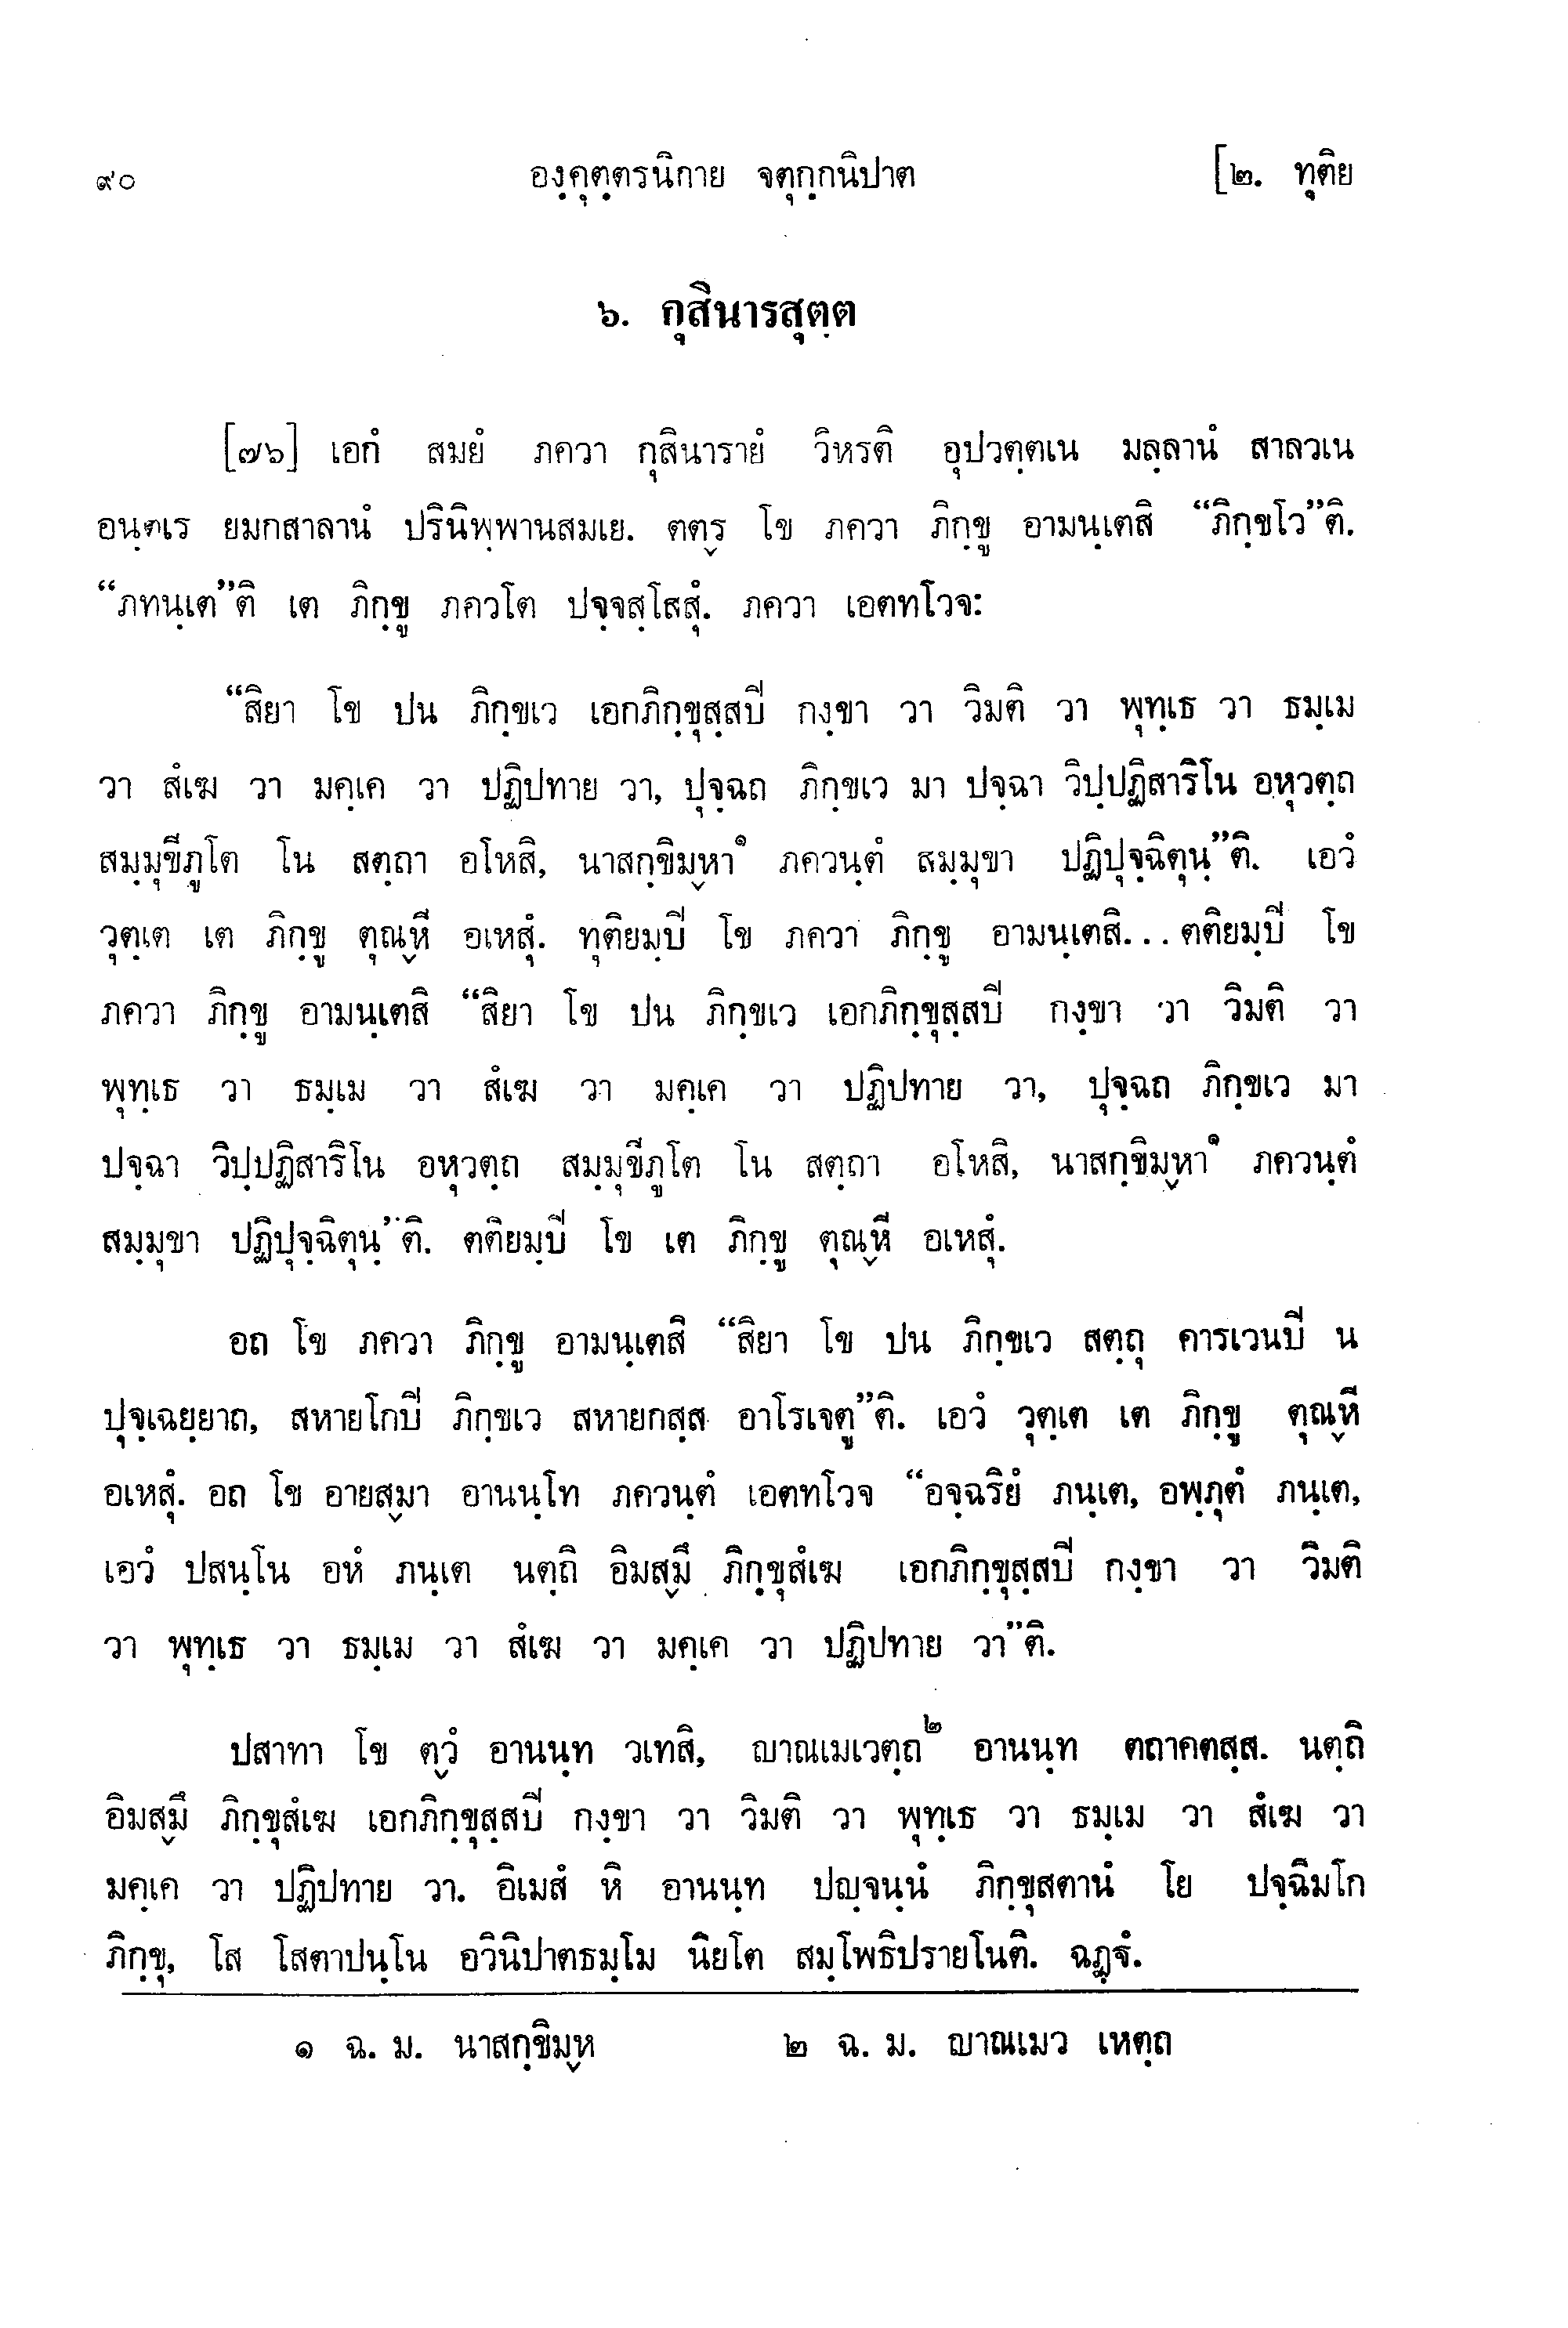 ๙๐ องฺคุตฺตรนิกาย จตุกฺกนิปาต [๒. ทุติย
๖. กุสินารสุตฺต
[๗๖] เอกํ สมยํ ภควา กุสินารายํ วิหรติ อุปวตฺตเน มลฺลานํ สาลวเน
อนฺตเร ยมกสาลานํ ปรินิพฺพานสมเย. ตตฺร โข ภควา ภิกฺขู อามนฺเตสิ “ภิกฺขโว”ติ.
“ภทนฺเต”ติ เต ภิกฺขู ภควโต ปจฺจสฺโสสุํ. ภควา เอตทโวจ:
“สิยา โข ปน ภิกฺขเว เอกภิกฺขุสฺสปิ กงฺขา วา วิมติ วา พุทฺเธ วา ธมฺเม
วา สํเฆ วา มคฺเค วา ปฏิปทาย วา, ปุจฺฉถ ภิกฺขเว มา ปจฺฉา วิปฺปฏิสาริโน อหุวตฺถ
สมฺมุขีภูโต โน สตฺถา อโหสิ, นาสกฺขิมฺหา๑ ภควนฺตํ สมฺมุขา ปฏิปุจฺฉิตุนฺ”ติ. เอวํ
วุตฺเต เต ภิกฺขู ตุณฺหี อเหสุํ. ทุติยมฺปิ โข ภควา ภิกฺขู อามนฺเตสิ...ตติยมฺปิ โข
ภควา ภิกฺขู อามนฺเตสิ “สิยา โข ปน ภิกฺขเว เอกภิกฺขุสฺสปิ กงฺขา วา วิมติ วา
พุทฺเธ วา ธมฺเม วา สํเฆ วา มคฺเค วา ปฏิปทาย วา, ปุจฺฉถ ภิกฺขเว มา
ปจฺฉา วิปฺปฏิสาริโน อหุวตฺถ สมฺมุขีภูโต โน สตฺถา อโหสิ, นาสกฺขิมฺหา๑ ภควนฺตํ
สมฺมุขา ปฏิปุจฺฉิตุนฺ”ติ. ตติยมฺปิ โข เต ภิกฺขู ตุณฺหี อเหสุํ.
อถ โข ภควา ภิกฺขู อามนฺเตสิ “สิยา โข ปน ภิกฺขเว สตฺถุ คารเวนปิ น
ปุจฺเฉยฺยาถ, สหายโกปิ ภิกฺขเว สหายกสฺส อาโรเจตู”ติ. เอวํ วุตฺเต เต ภิกฺขู ตุณฺหี
อเหสุํ. อถ โข อายสฺมา อานนฺโท ภควนฺตํ เอตทโวจ “อจฺฉริยํ ภนฺเต, อพฺภุตํ ภนฺเต,
เอวํ ปสนฺโน อหํ ภนฺเต นตฺถิ อิมสฺมึ ภิกฺขุสํเฆ เอกภิกฺขุสฺสปิ กงฺขา วา วิมติ
วา พุทฺเธ วา ธมฺเม วา สํเฆ วา มคฺเค วา ปฏิปทาย วา”ติ.
ปสาทา โข ตฺวํ อานนฺท วเทสิ, ญาณเมเวตฺถ๒ อานนฺท ตถาคตสฺส. นตฺถิ
อิมสฺมึ ภิกฺขุสํเฆ เอกภิกฺขุสฺสปิ กงฺขา วา วิมติ วา พุทฺเธ วา ธมฺเม วา สํเฆ วา
มคฺเค วา ปฏิปทาย วา. อิเมสํ หิ อานนฺท ปญฺจนฺนํ ภิกฺขุสตานํ โย ปจฺฉิมโก
ภิกฺขุ, โส โสตาปนฺโน อวินิปาตธมฺโม นิยโต สมฺโพธิปรายโนติ. ฉฏฺฐํ.
๑ ฉ. ม. นาสกฺขิมฺห ๒ ฉ. ม. ญาณเมว เหตฺถ